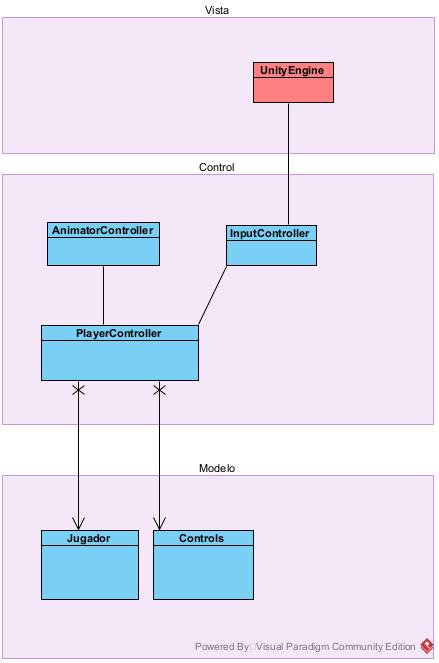 Vista
UnityEngine
Control
AnimatorController
InputController
PlayerController
Modelo
Jugador
Controls
Powered By Visual Paradigm Community Edition